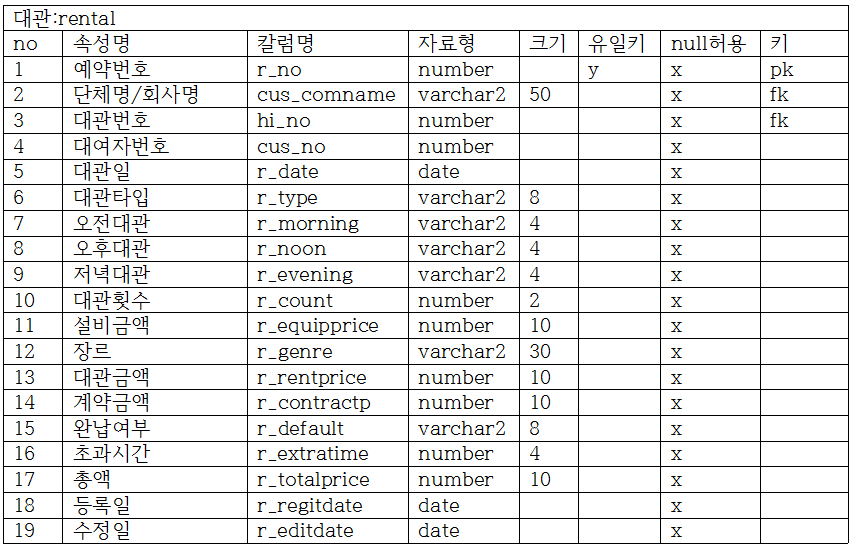 대관:rental
no 속성명 칼럼명 자료형 크기 유일키 null허용 키
1 예약번호 r_no number y x pk
2 단체명/회사명 cus_comname varchar2 50 x fk
3 대관번호 hi_no number x fk
4 대여자번호 cus_no number x
5 대관일 r_date date x
6 대관타입 r_type varchar2 8 x
7 오전대관 r_morning varchar2 4 x
8 오후대관 r_noon varchar2 4 x
9 저녁대관 r_evening varchar2 4 x
10 대관횟수 r_count number 2 x
11 설비금액 r_equipprice number 10 x
12 장르 r_genre varchar2 30 x
13 대관금액 r_rentprice number 10 x
14 계약금액 r_contractp number 10 x
15 완납여부 r_default varchar2 8 x
16 초과시간 r_extratime number 4 x
17 총액 r_totalprice number 10 x
18 등록일 r_regitdate date x
19 수정일 r_editdate date x